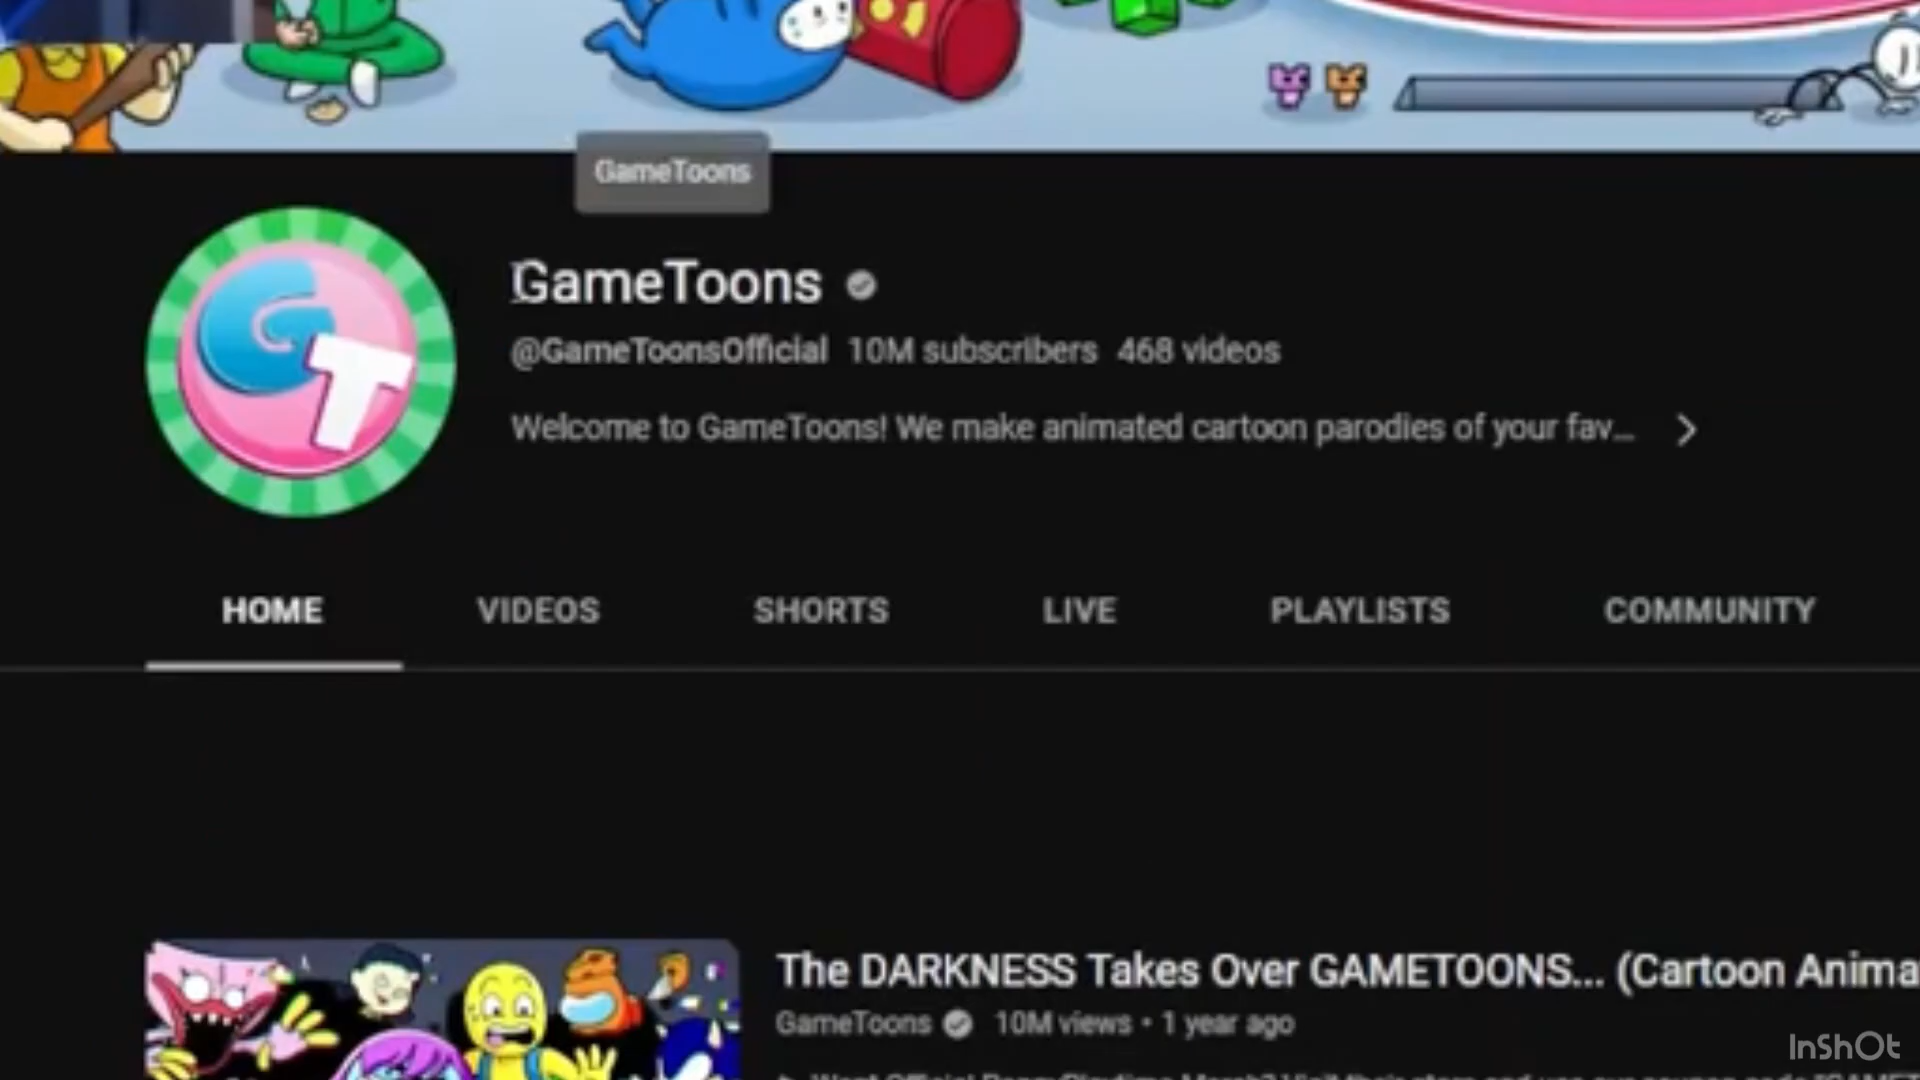 GameToons
GT
GameToons
@GameToonsOfficial 10M subscribers 468 videos
Welcome to GameToons! We make animated cartoon parodies of your fav...
HOME VIDEOS SHORTS LIVE PLAYLISTS COMMUNITY
The DARKNESS Takes Over GAMETOONS... (Cartoon Anima
GameToons 10M views • 1 year ago
InShOt